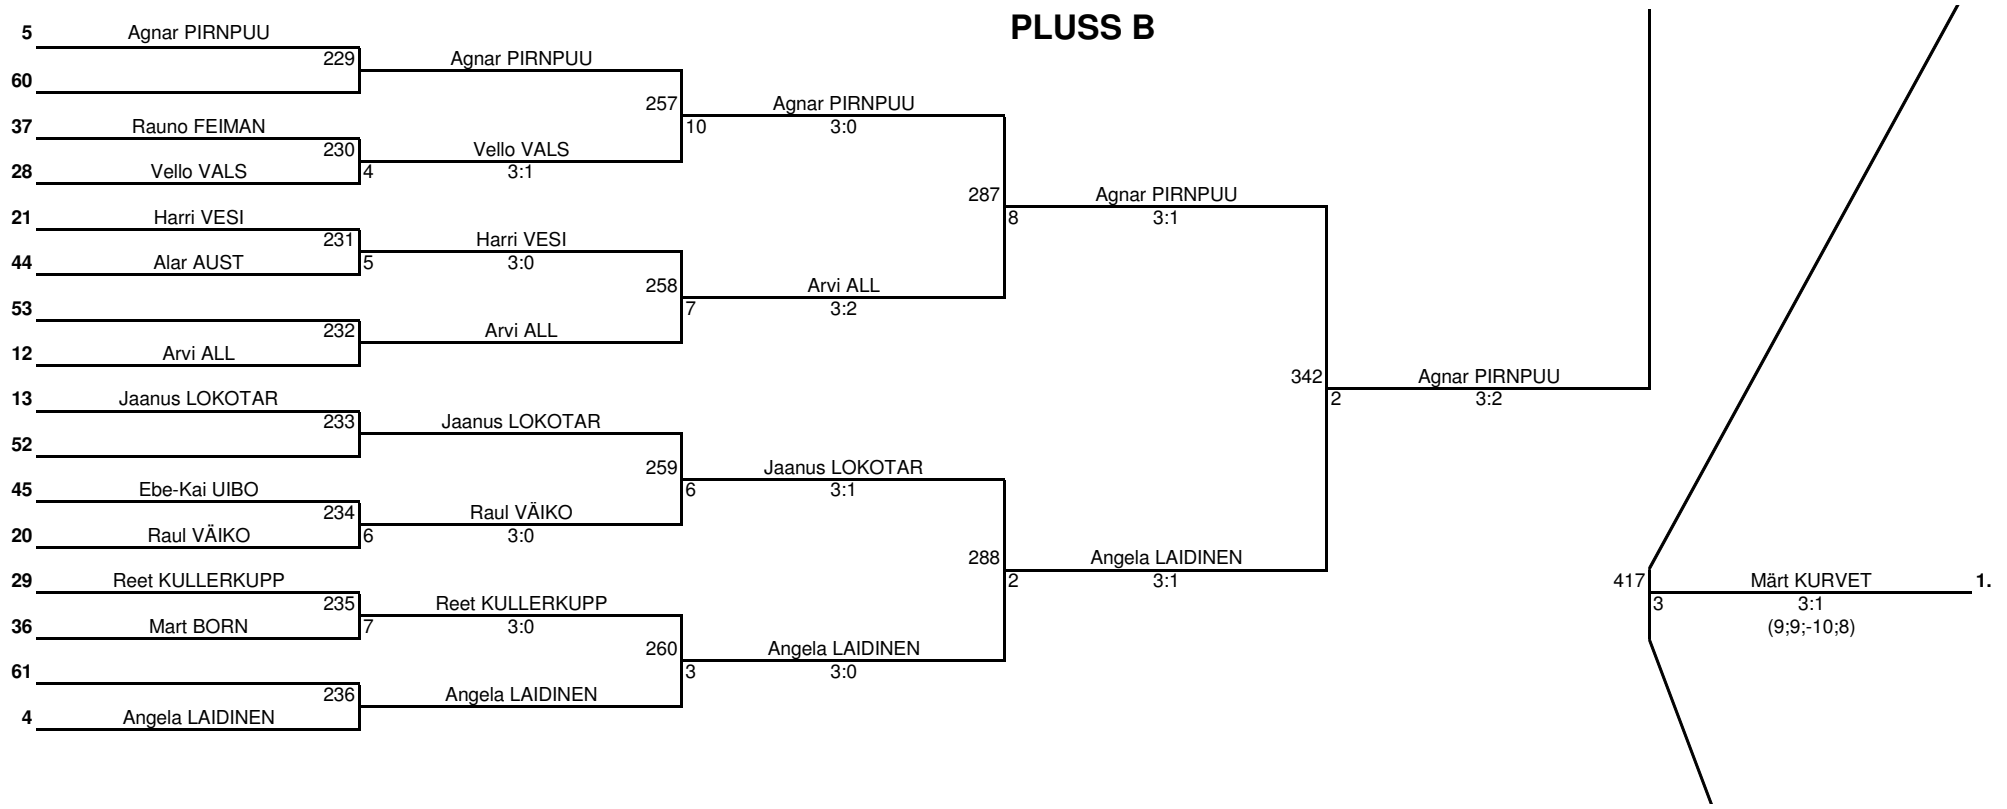 PLUSS B
5 Agnar PIRNPUU
229 Agnar PIRNPUU
60
257 Agnar PIRNPUU
37 Rauno FEIMAN
10 3:0
230 Vello VALS
28 Vello VALS
4 3:1
287 Agnar PIRNPUU
21 Harri VESI
8 3:1
231 Harri VESI
44 Alar AUST
5 3:0
258 Arvi ALL
53
7 3:2
232 Arvi ALL
12 Arvi ALL
342 Agnar PIRNPUU
13 Jaanus LOKOTAR
2 3:2
233 Jaanus LOKOTAR
52
259 Jaanus LOKOTAR
45 Ebe-Kai UIBO
6 3:1
234 Raul VÄIKO
20 Raul VÄIKO
6 3:0
288 Angela LAIDINEN
29 Reet KULLERKUPP
2 3:1
417 Märt KURVET 1.
235 Reet KULLERKUPP
3 3:1
36 Mart BORN
7 3:0
(9;9;-10;8)
260 Angela LAIDINEN
61
3 3:0
236 Angela LAIDINEN
4 Angela LAIDINEN